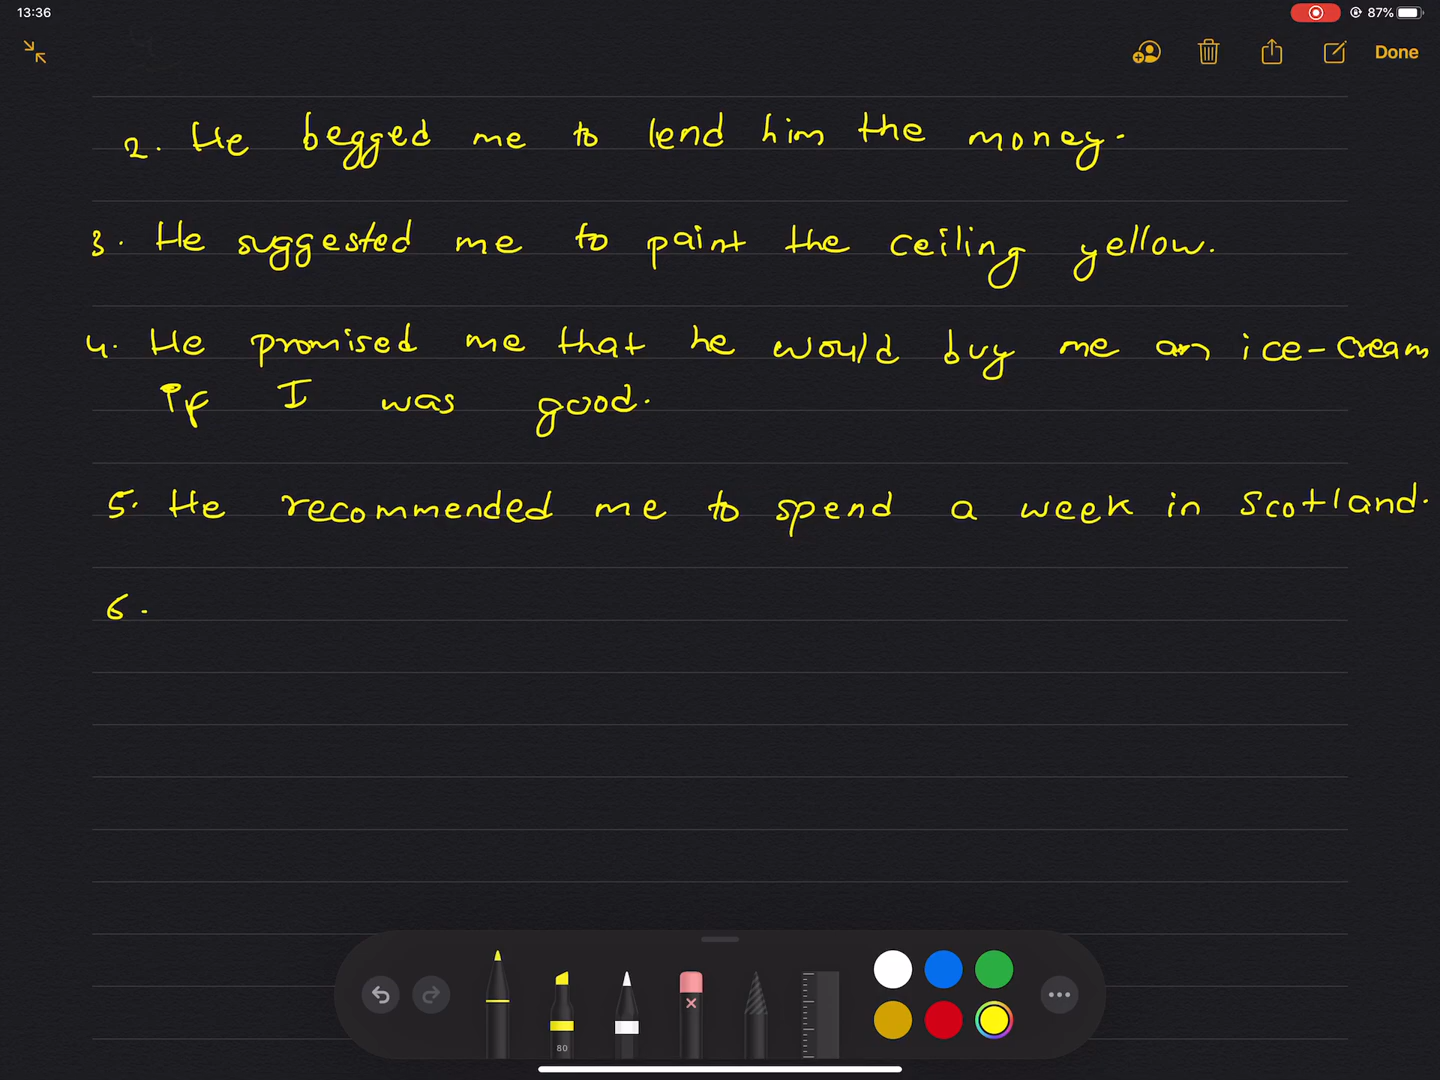 13:36
87%
Done
2. He begged me to lend him the money.
3. He suggested me to paint the ceiling yellow.
4. He promised me that he would buy me an ice-cream
if I was good.
5. He recommended me to spend a week in Scotland.
6.
80